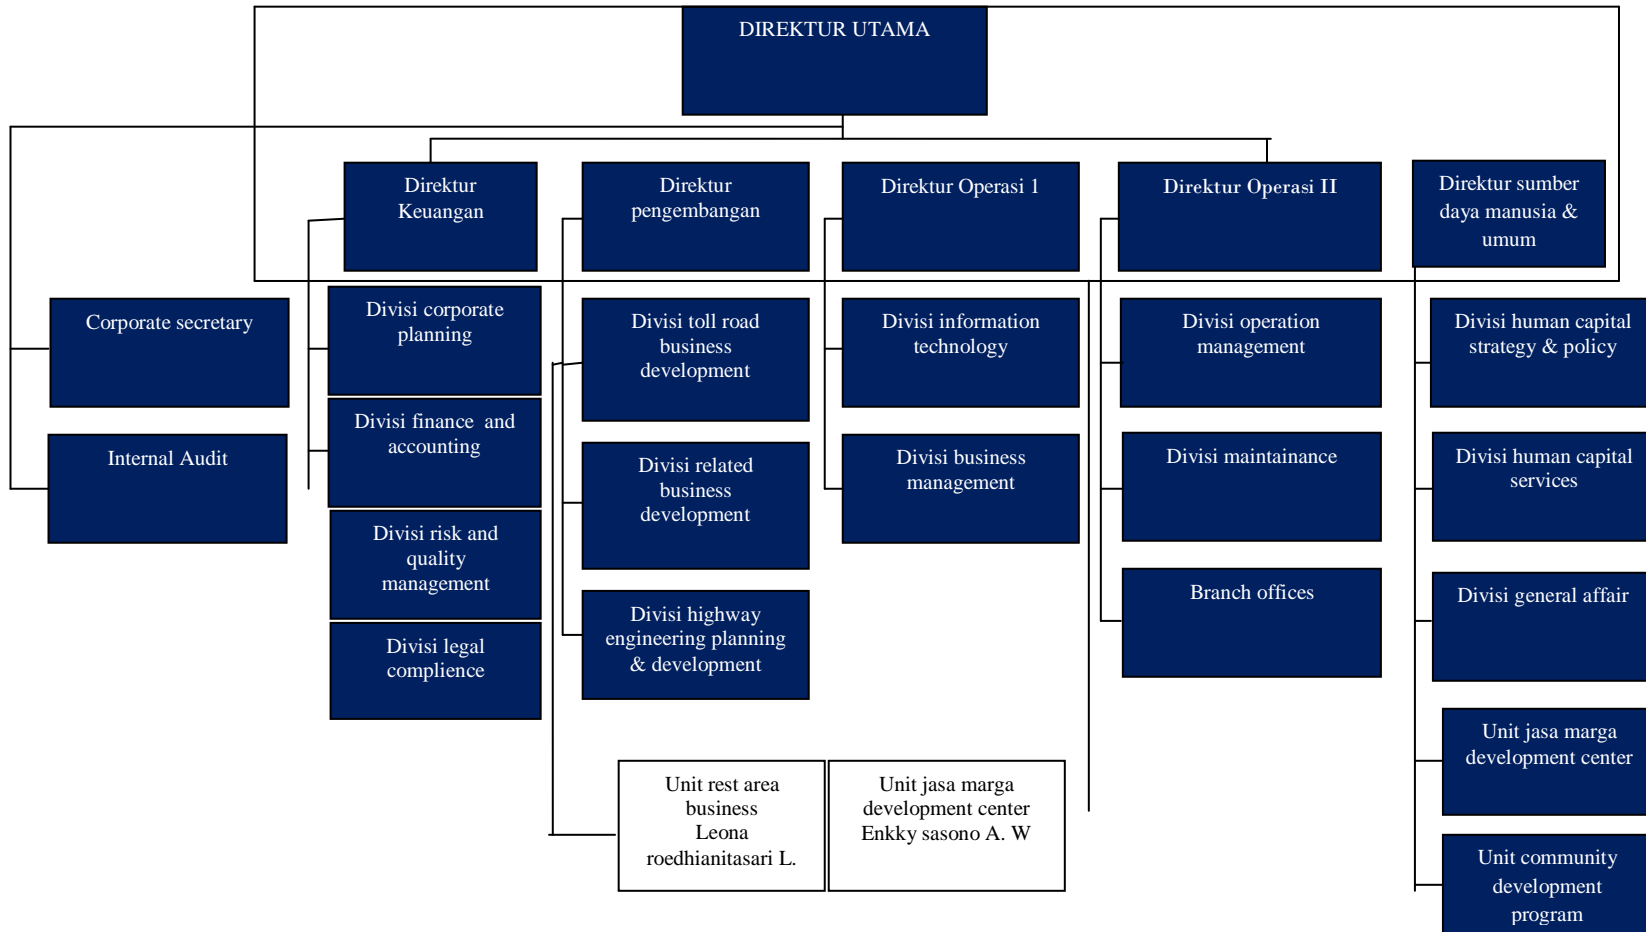 DIREKTUR UTAMA
Direktur
Keuangan
Direktur
pengembangan
Direktur Operasi 1
Direktur Operasi II
Direktur sumber
daya manusia &
umum
Corporate secretary
Divisi corporate
planning
Divisi toll road
business
development
Divisi information
technology
Divisi operation
management
Divisi human capital
strategy & policy
Internal Audit
Divisi finance and
accounting
Divisi related
business
development
Divisi business
management
Divisi maintainance
Divisi human capital
services
Divisi risk and
quality
management
Divisi highway
engineering planning
& development
Branch offices
Divisi general affair
Divisi legal
complience
Unit rest area
business
Leona
roedhianitasari L.
Unit jasa marga
development center
Enkky sasono A. W
Unit jasa marga
development center
Unit community
development
program